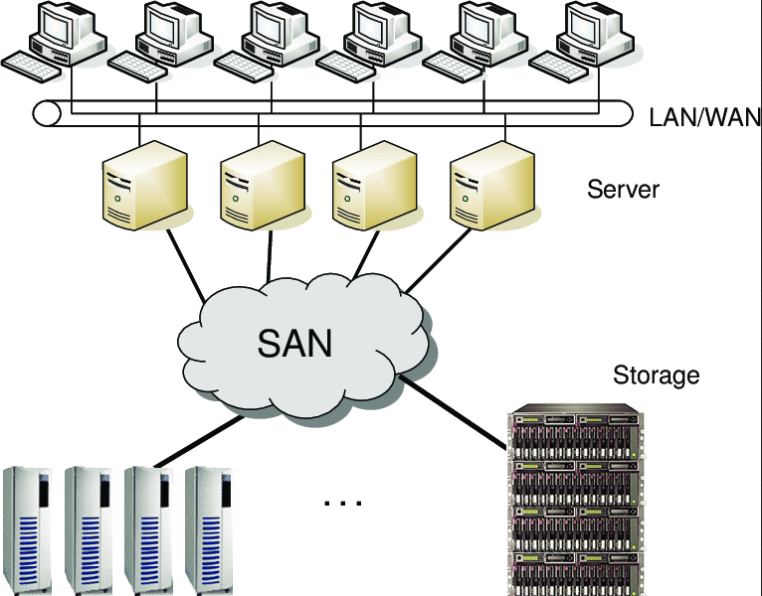 LAN/WAN
Server
SAN
Storage
...